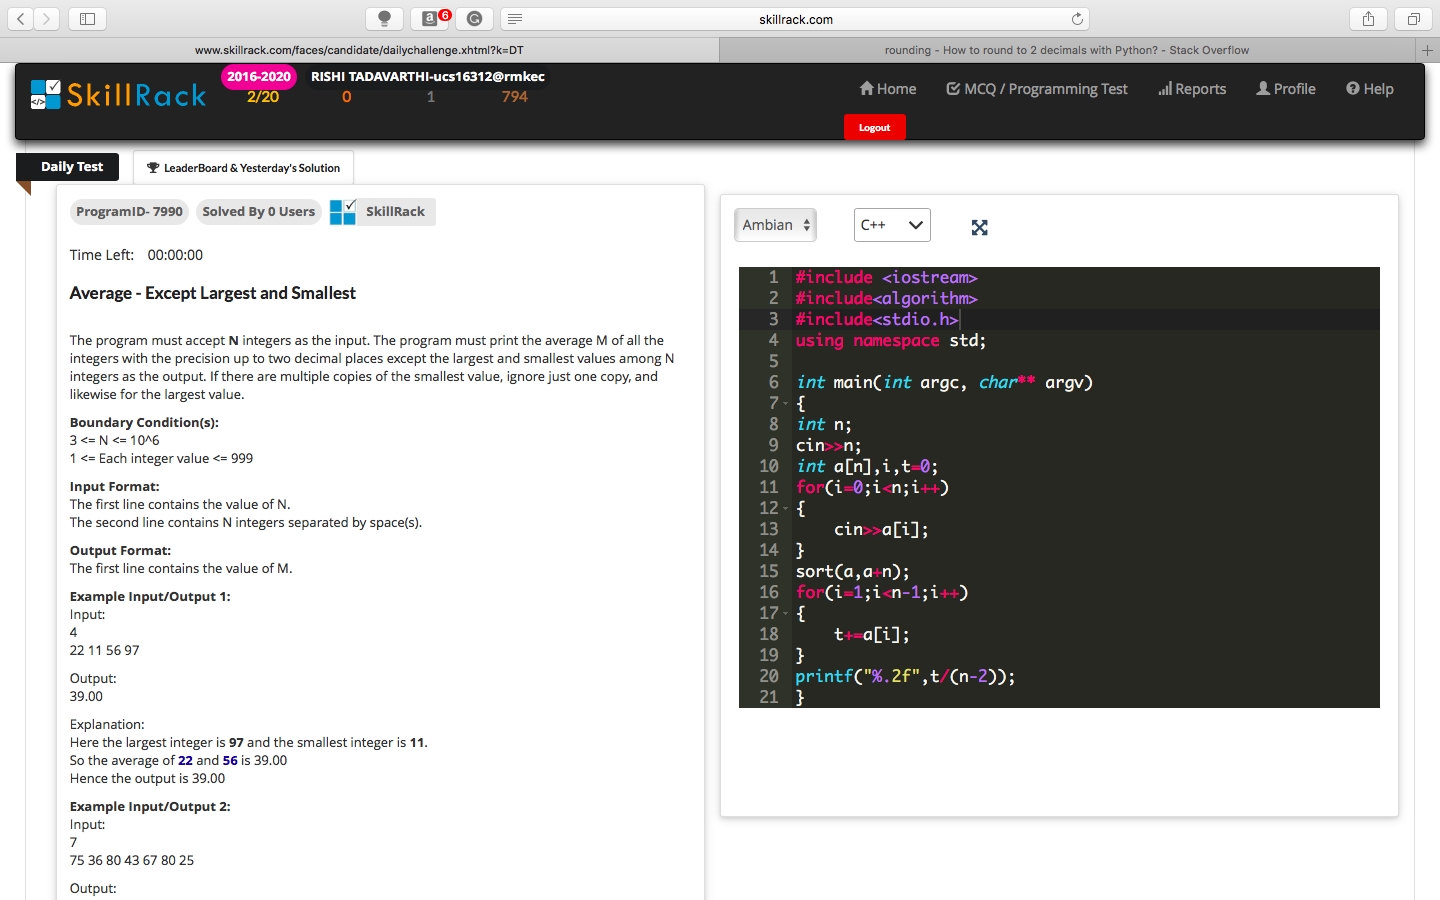 skillrack.com
6
www.skillrack.com/faces/candidate/dailychallenge.xhtml?k=DT
rounding - How to round to 2 decimals with Python? - Stack Overflow
SkillRack
2016-2020
RISHI TADAVARTHI-ucs16312@rmkec
2/20
0
1
794
Home
MCQ / Programming Test
Reports
Profile
Help
Logout
Daily Test
LeaderBoard & Yesterday's Solution
ProgramID- 7990
Solved By 0 Users
SkillRack
Time Left: 00:00:00
Average - Except Largest and Smallest
The program must accept N integers as the input. The program must print the average M of all the
integers with the precision up to two decimal places except the largest and smallest values among N
integers as the output. If there are multiple copies of the smallest value, ignore just one copy, and
likewise for the largest value.
Boundary Condition(s):
3 <= N <= 10^6
1 <= Each integer value <= 999
Input Format:
The first line contains the value of N.
The second line contains N integers separated by space(s).
Output Format:
The first line contains the value of M.
Example Input/Output 1:
Input:
4
22 11 56 97
Output:
39.00
Explanation:
Here the largest integer is 97 and the smallest integer is 11.
So the average of 22 and 56 is 39.00
Hence the output is 39.00
Example Input/Output 2:
Input:
7
75 36 80 43 67 80 25
Output:
Ambian
C++
1 #include <iostream>
2 #include<algorithm>
3 #include<stdio.h>
4 using namespace std;
5
6 int main(int argc, char** argv)
7 {
8 int n;
9 cin>>n;
10 int a[n],i,t=0;
11 for(i=0;i<n;i++)
12 {
13 cin>>a[i];
14 }
15 sort(a,a+n);
16 for(i=1;i<n-1;i++)
17 {
18 t+=a[i];
19 }
20 printf("%.2f",t/(n-2));
21 }